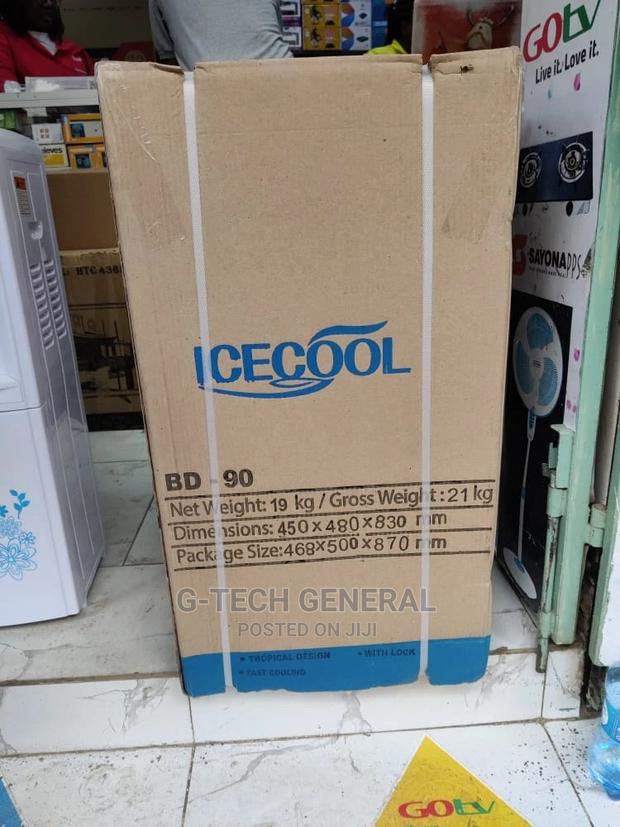 GOtv
Live it. Love it.
SAYONAPPS
HTC436
ICECOOL
BD - 90
Net Weight: 19 kg / Gross Weight: 21 kg
Dimensions: 450×480×830 mm
Package Size:468×500×870 mm
G-TECH GENERAL
POSTED ON JIJI
• TROPICAL DESIGN • WITH LOCK
• FAST COOLING
GOtv